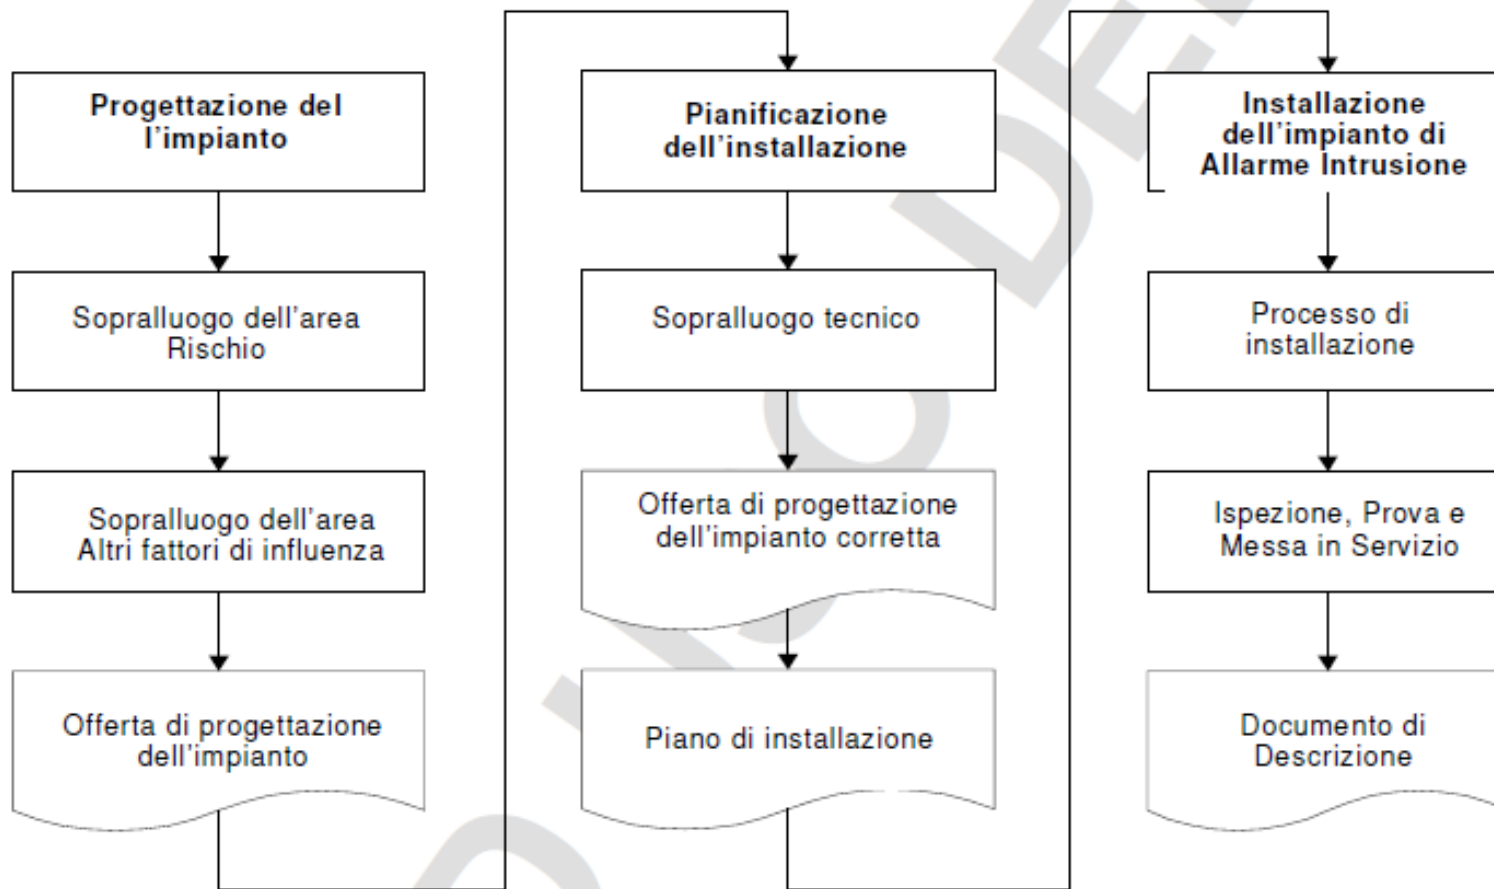 Progettazione del
l'impianto
Sopralluogo dell'area
Rischio
Sopralluogo dell'area
Altri fattori di influenza
Offerta di progettazione
dell'impianto
Pianificazione
dell'installazione
Sopralluogo tecnico
Offerta di progettazione
dell'impianto corretta
Piano di installazione
Installazione
dell'impianto di
Allarme Intrusione
Processo di
installazione
Ispezione, Prova e
Messa in Servizio
Documento di
Descrizione